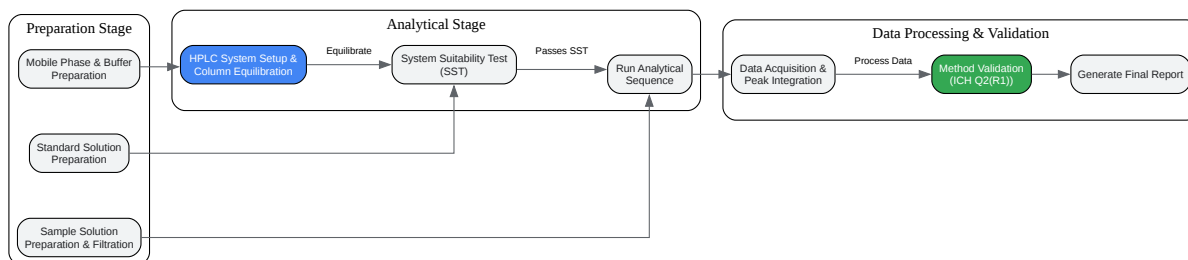 Preparation Stage
Mobile Phase & Buffer
Preparation
Standard Solution
Preparation
Sample Solution
Preparation & Filtration
Analytical Stage
HPLC System Setup &
Column Equilibration
Equilibrate
System Suitability Test
(SST)
Passes SST
Run Analytical
Sequence
Data Processing & Validation
Data Acquisition &
Peak Integration
Process Data
Method Validation
(ICH Q2(R1))
Generate Final Report